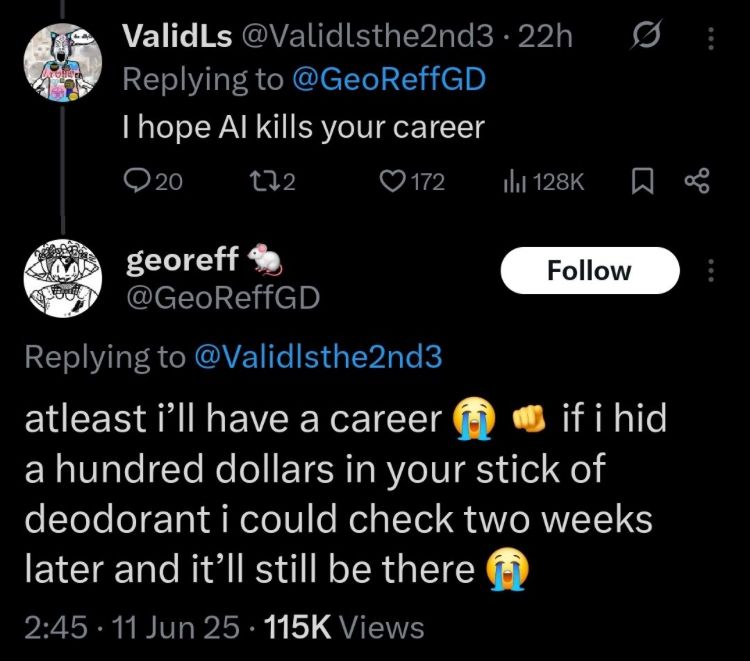 ValidLs @Validlsthe2nd3 · 22h
Replying to @GeoReffGD
I hope AI kills your career
20 2 172 128K
georeff 🐁
@GeoReffGD
Follow
Replying to @Validlsthe2nd3
atleast i’ll have a career 😭 🫵 if i hid
a hundred dollars in your stick of
deodorant i could check two weeks
later and it’ll still be there 😭
2:45 · 11 Jun 25 · 115K Views